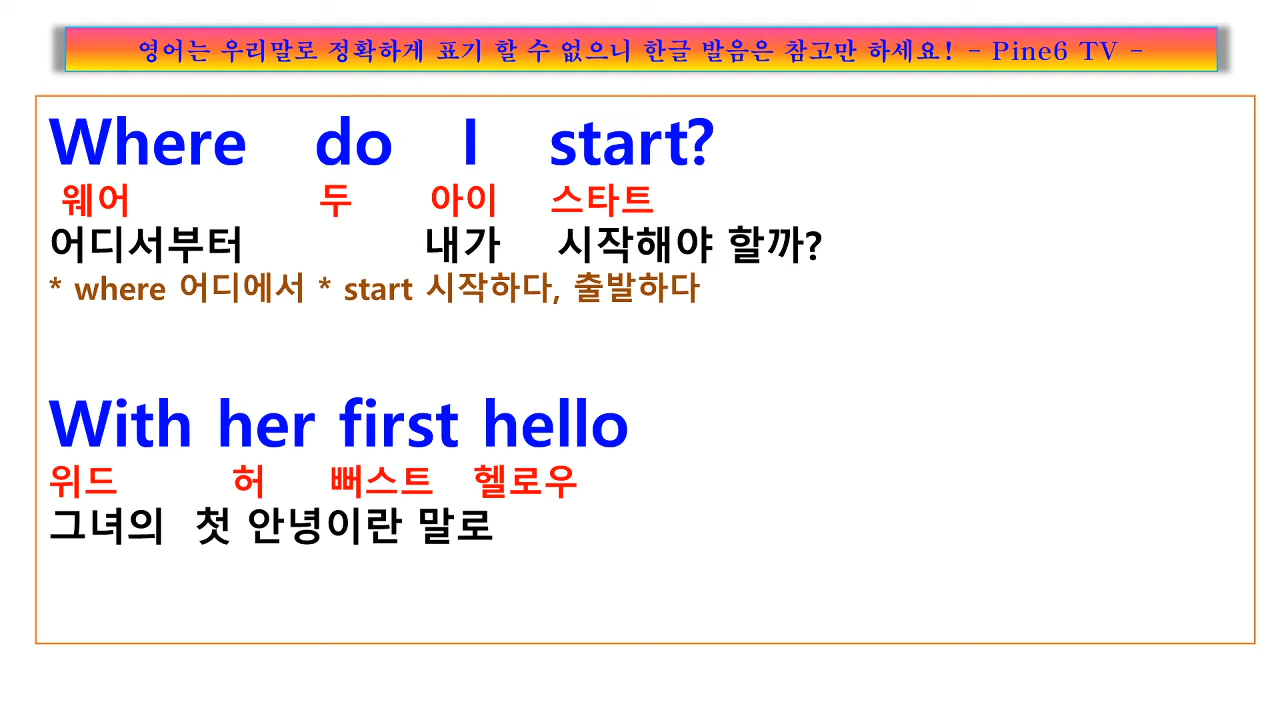 영어는 우리말로 정확하게 표기 할 수 없으니 한글 발음은 참고만 하세요! - Pine6 TV -
Where do I start?
웨어 두 아이 스타트
어디서부터 내가 시작해야 할까?
* where 어디에서 * start 시작하다, 출발하다
With her first hello
위드 허 뻐스트 헬로우
그녀의 첫 안녕이란 말로